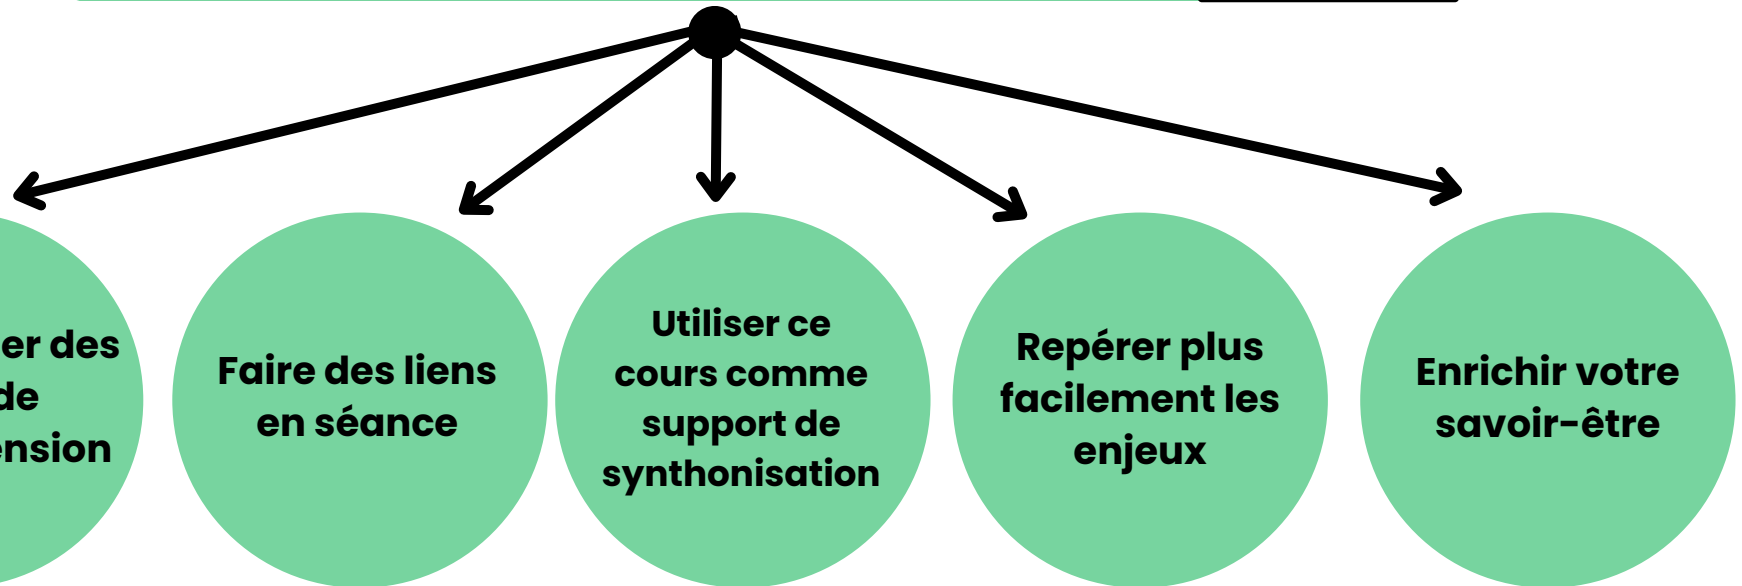 er des
de
ension
Faire des liens
en séance
Utiliser ce
cours comme
support de
synthonisation
Repérer plus
facilement les
enjeux
Enrichir votre
savoir-être